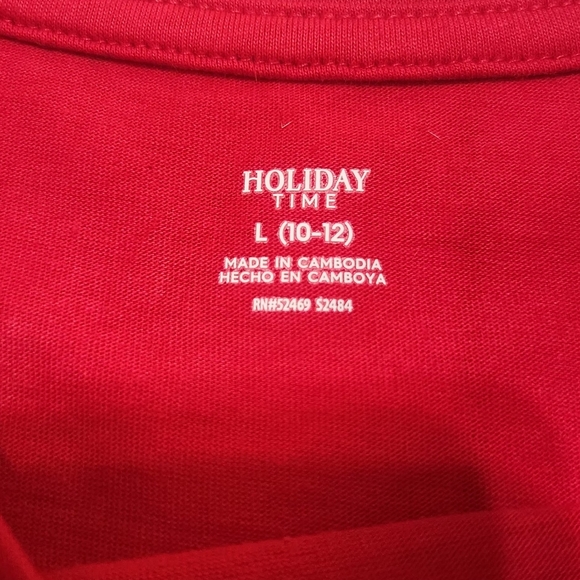 HOLIDAY
TIME
L (10-12)
MADE IN CAMBODIA
HECHO EN CAMBOYA
RN#52469 S2484